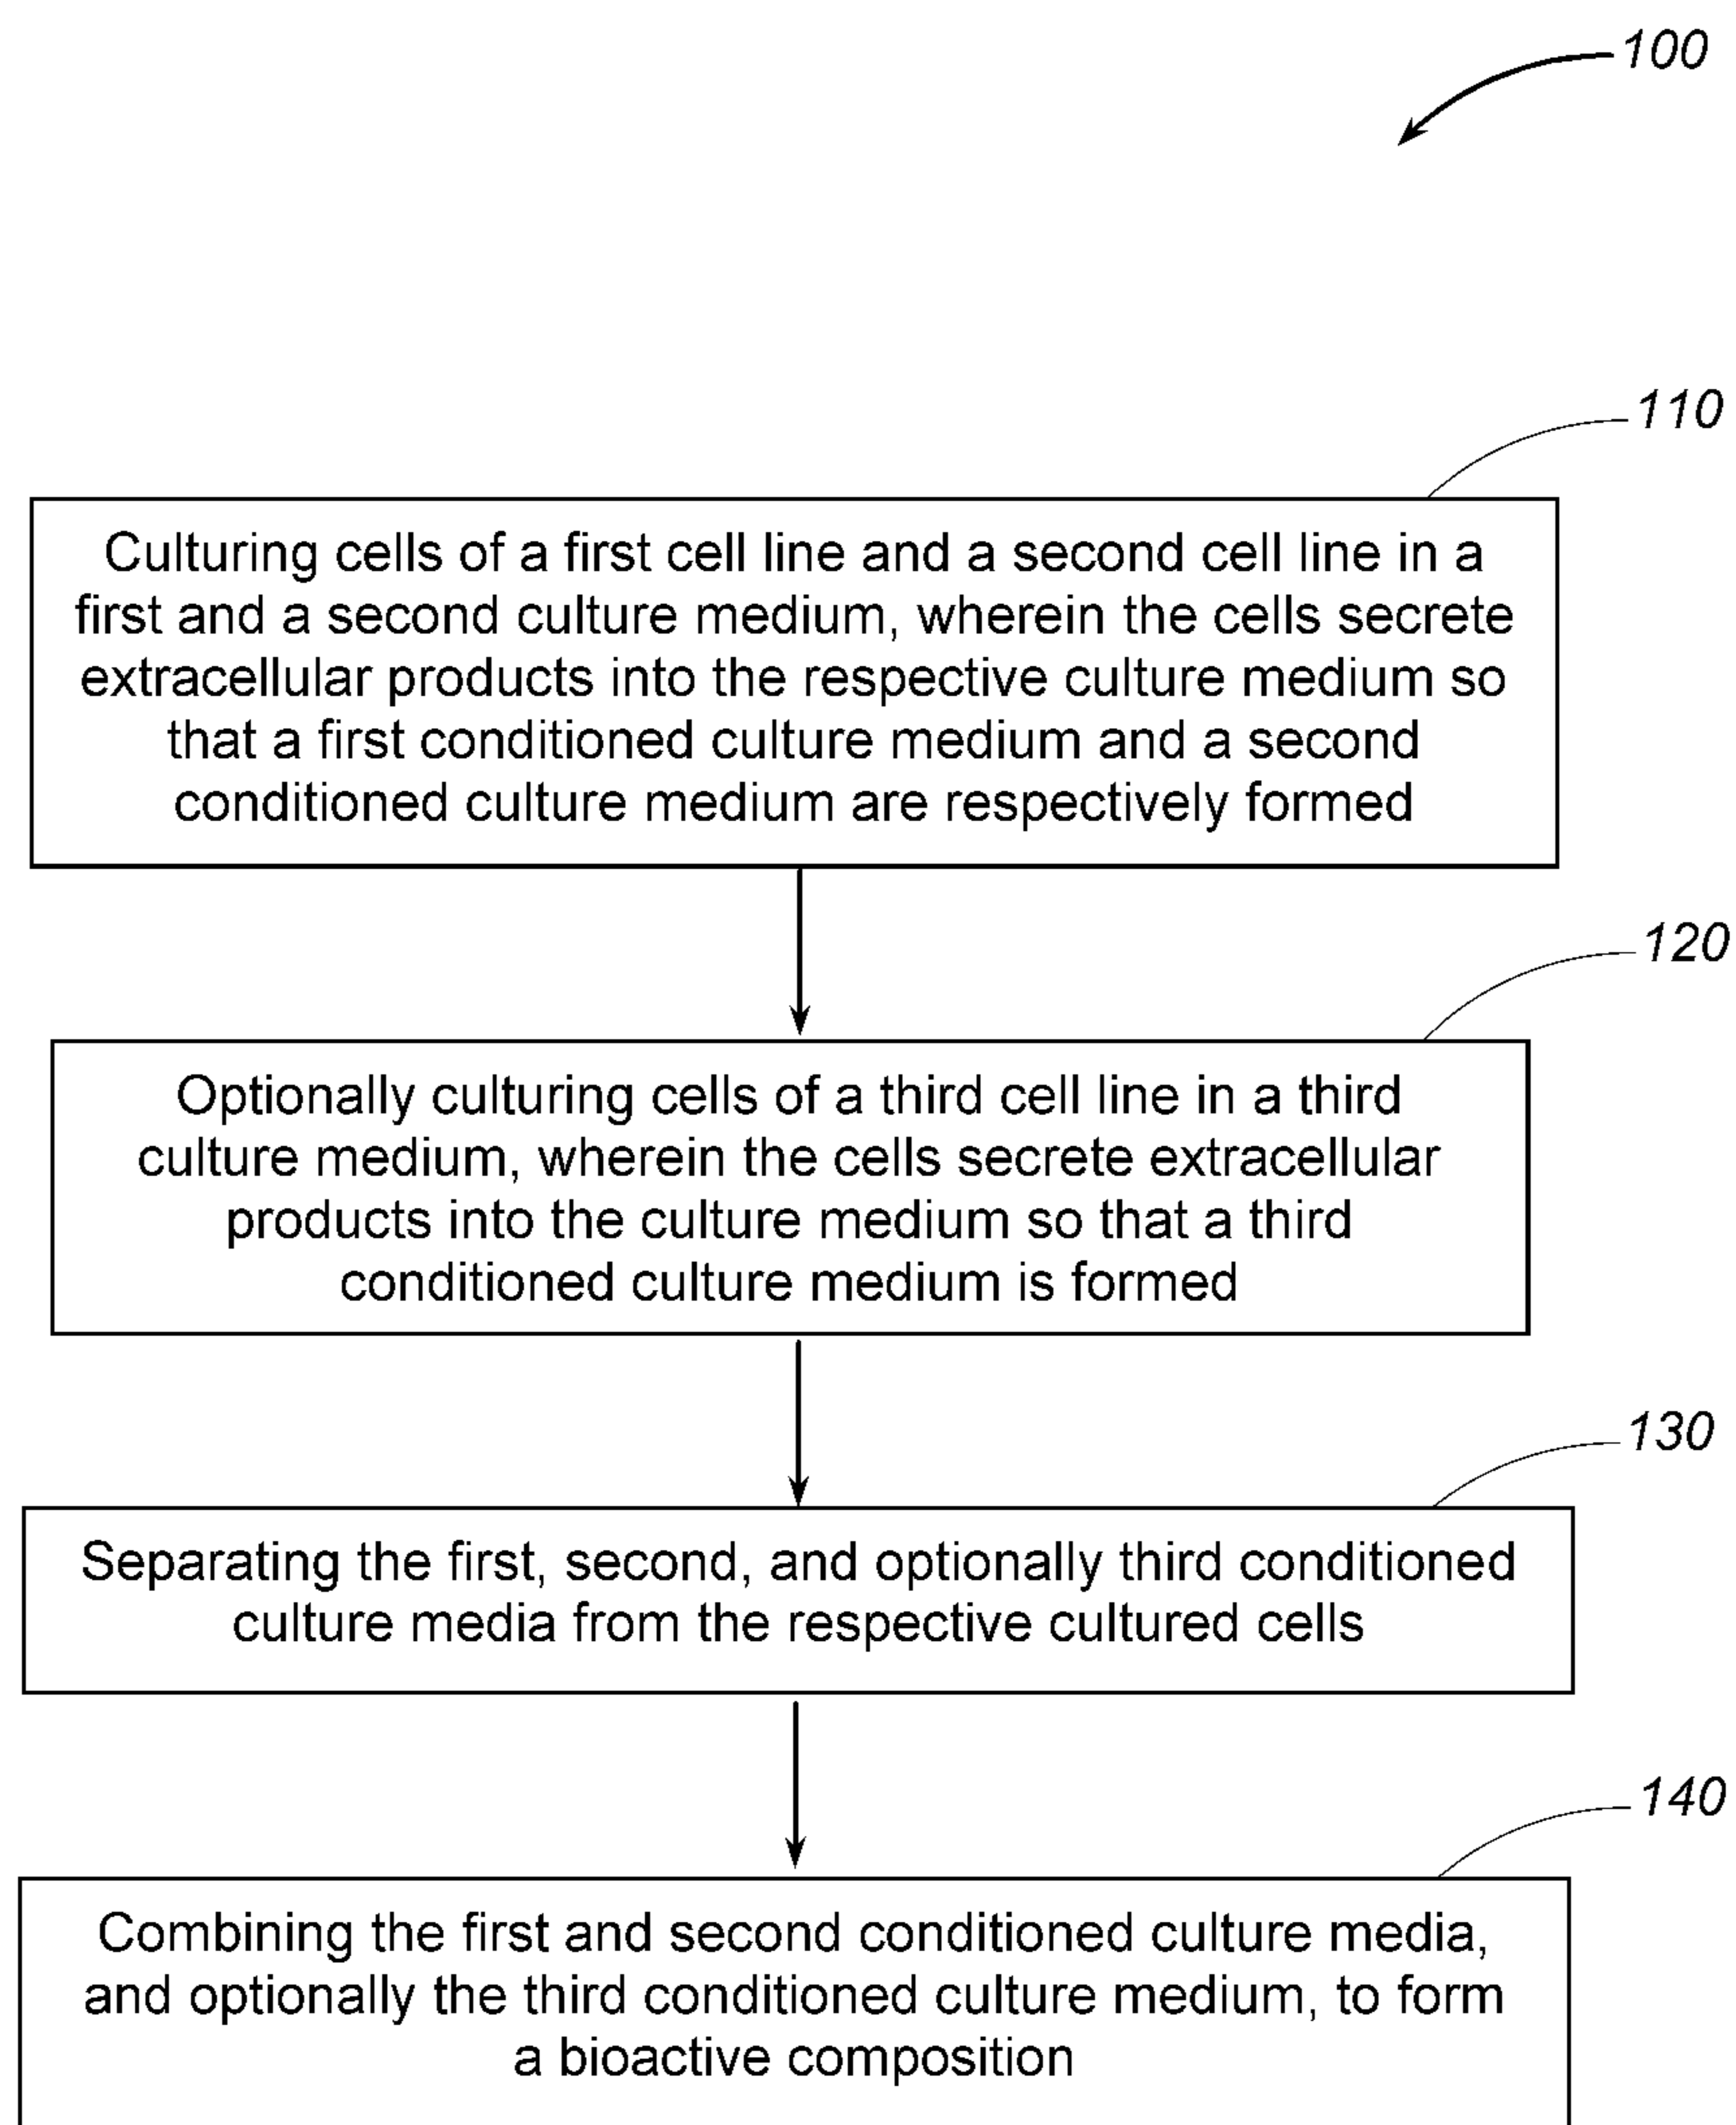 100
110
Culturing cells of a first cell line and a second cell line in a
first and a second culture medium, wherein the cells secrete
extracellular products into the respective culture medium so
that a first conditioned culture medium and a second
conditioned culture medium are respectively formed
120
Optionally culturing cells of a third cell line in a third
culture medium, wherein the cells secrete extracellular
products into the culture medium so that a third
conditioned culture medium is formed
130
Separating the first, second, and optionally third conditioned
culture media from the respective cultured cells
140
Combining the first and second conditioned culture media,
and optionally the third conditioned culture medium, to form
a bioactive composition